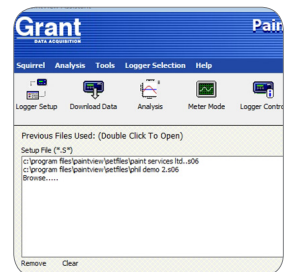 Grant Pain
DATA ACQUISITION
Squirrel Analysis Tools Logger Selection Help
Logger Setup Download Data Analysis Meter Mode Logger Contro
Previous Files Used: (Double Click To Open)
Setup File (*.S*)
c:\program files\paintview\setfiles\paint services ltd..s06
c:\program files\paintview\setfiles\phil demo 2.s06
Browse.....
Remove Clear